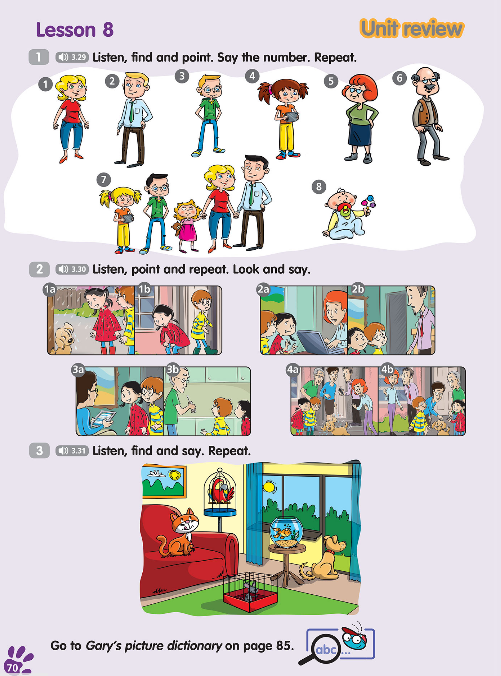 Lesson 8
Unit review
1 3.29 Listen, find and point. Say the number. Repeat.
1 2 3 4 5 6
7 8
2 3.30 Listen, point and repeat. Look and say.
1a 1b 2a 2b
3a 3b 4a 4b
3 3.31 Listen, find and say. Repeat.
Go to Gary's picture dictionary on page 85.
abc...
70